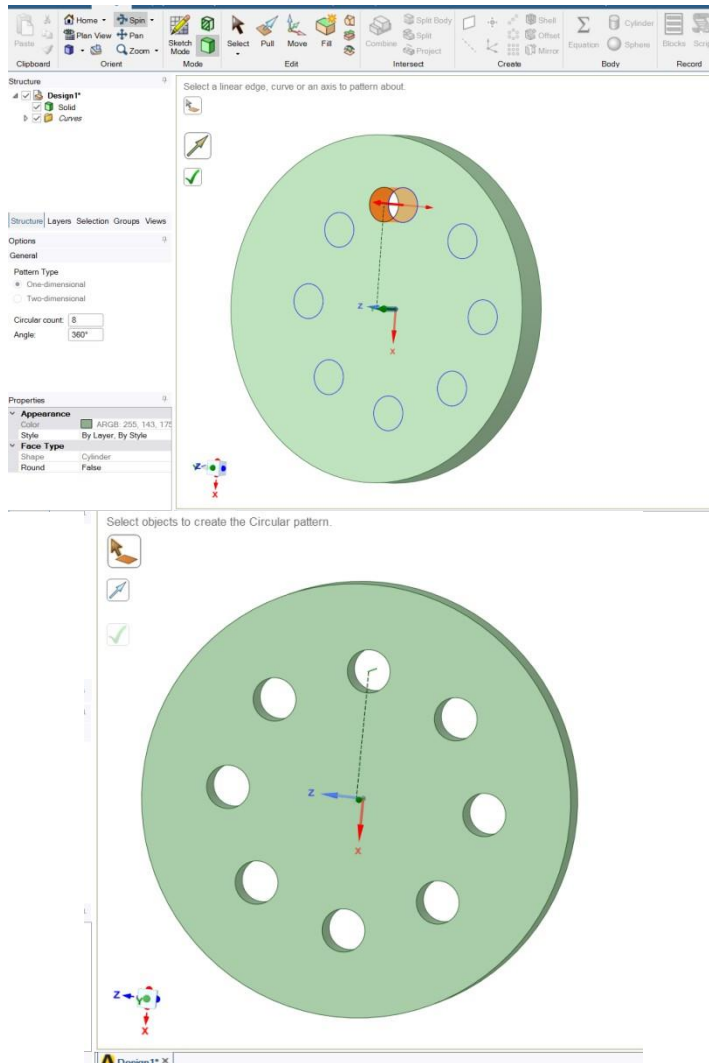 Home Spin
Plan View Pan
Zoom
Paste
Sketch Mode
Select
Pull
Move
Fill
Combine
Split Body
Split
Project
Shell
Offset
Mirror
Equation
Cylinder
Sphere
Blocks
Clipboard Orient Mode Edit Intersect Create Body Record
Structure
Design1*
Solid
Curves
Structure Layers Selection Groups Views
Options
General
Pattern Type
One-dimensional
Two-dimensional
Circular count: 8
Angle: 360°
Properties
Appearance
Color ARGB 255, 143, 175
Style By Layer, By Style
Face Type
Shape Cylinder
Round False
Select a linear edge, curve or an axis to pattern about.
Z
X
Z
X
Select objects to create the Circular pattern.
Z
X
Z
Y
X
Design1*